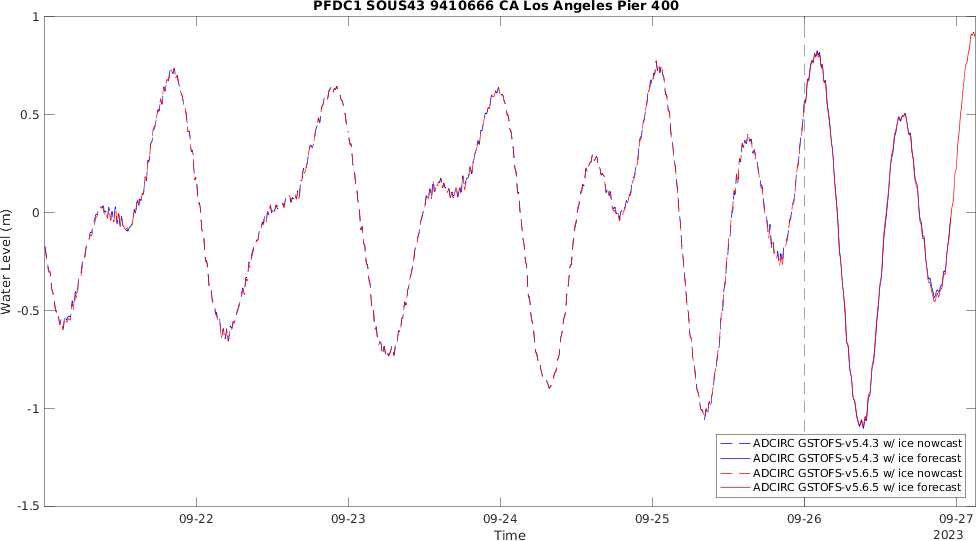 PFDC1 SOUS43 9410666 CA Los Angeles Pier 400
1
0.5
0
-0.5
-1
-1.5
Water Level (m)
ADCIRC GSTOFS-v5.4.3 w/ ice nowcast
ADCIRC GSTOFS-v5.4.3 w/ ice forecast
ADCIRC GSTOFS-v5.6.5 w/ ice nowcast
ADCIRC GSTOFS-v5.6.5 w/ ice forecast
09-22 09-23 09-24 09-25 09-26 09-27
Time 2023